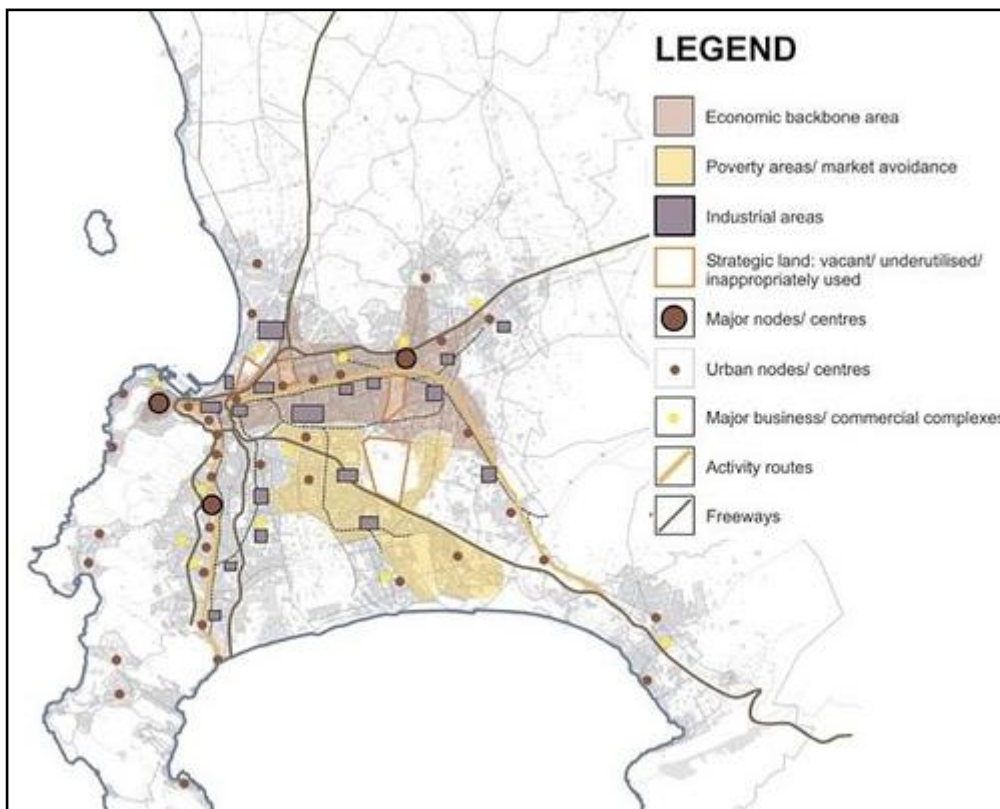 LEGEND
Economic backbone area
Poverty areas/ market avoidance
Industrial areas
Strategic land: vacant/ underutilised/
inappropriately used
Major nodes/ centres
Urban nodes/ centres
Major business/ commercial complexes
Activity routes
Freeways